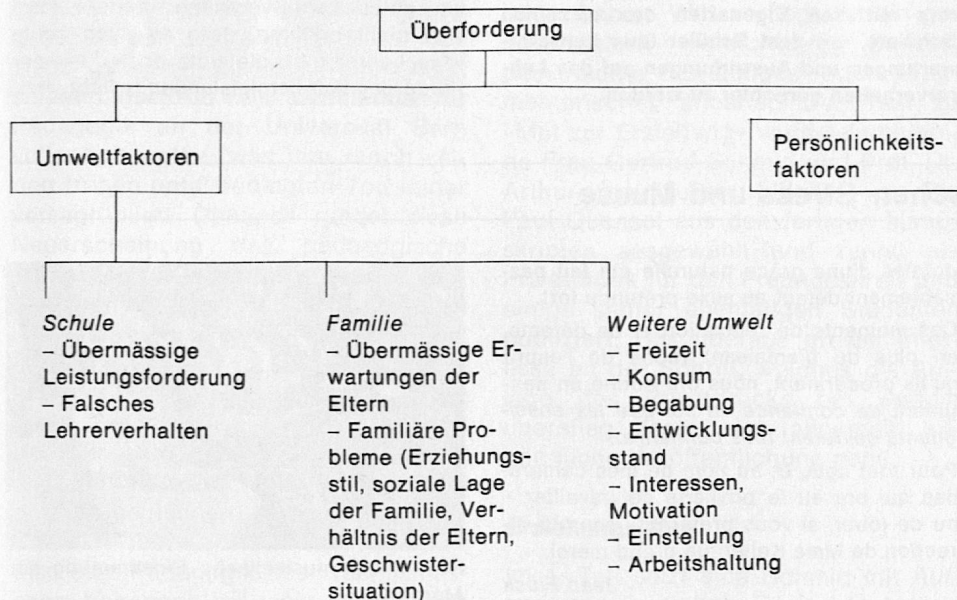 Überforderung
Umweltfaktoren
Persönlichkeits-
faktoren
Schule
– Übermässige
Leistungsforderung
– Falsches
Lehrerverhalten
Familie
– Übermässige Er-
wartungen der
Eltern
– Familiäre Pro-
bleme (Erziehungs-
stil, soziale Lage
der Familie, Ver-
hältnis der Eltern,
Geschwister-
situation)
Weitere Umwelt
– Freizeit
– Konsum
– Begabung
– Entwicklungs-
stand
– Interessen,
Motivation
– Einstellung
– Arbeitshaltung